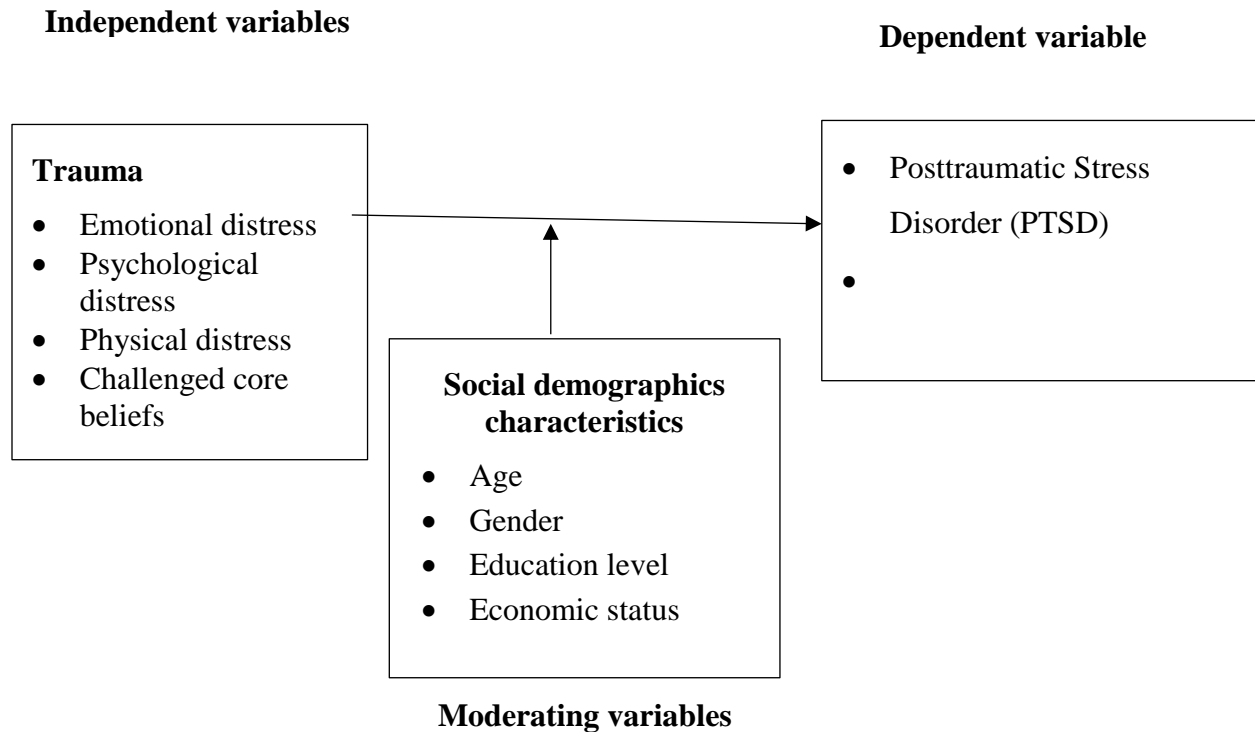 Independent variables
Dependent variable
Trauma
• Emotional distress
• Psychological
distress
• Physical distress
• Challenged core
beliefs
• Posttraumatic Stress
Disorder (PTSD)
•
Social demographics
characteristics
• Age
• Gender
• Education level
• Economic status
Moderating variables